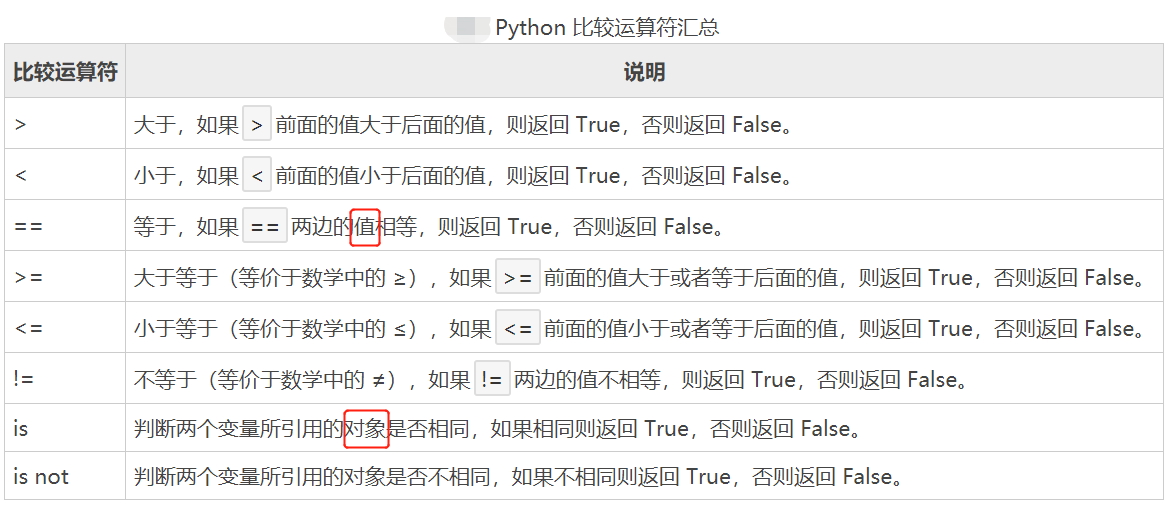 Python 比较运算符汇总
比较运算符 说明
> 大于，如果 > 前面的值大于后面的值，则返回 True，否则返回 False。
< 小于，如果 < 前面的值小于后面的值，则返回 True，否则返回 False。
== 等于，如果 == 两边的值相等，则返回 True，否则返回 False。
>= 大于等于（等价于数学中的 ≥），如果 >= 前面的值大于或者等于后面的值，则返回 True，否则返回 False。
<= 小于等于（等价于数学中的 ≤），如果 <= 前面的值小于或者等于后面的值，则返回 True，否则返回 False。
!= 不等于（等价于数学中的 ≠），如果 != 两边的值不相等，则返回 True，否则返回 False。
is 判断两个变量所引用的对象是否相同，如果相同则返回 True，否则返回 False。
is not 判断两个变量所引用的对象是否不相同，如果不相同则返回 True，否则返回 False。